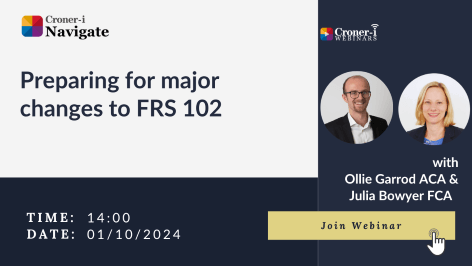 Croner-i
Navigate
Croner-i
WEBINARS
Preparing for major
changes to FRS 102
with
Ollie Garrod ACA &
Julia Bowyer FCA
TIME: 14:00
DATE: 01/10/2024
Join Webinar